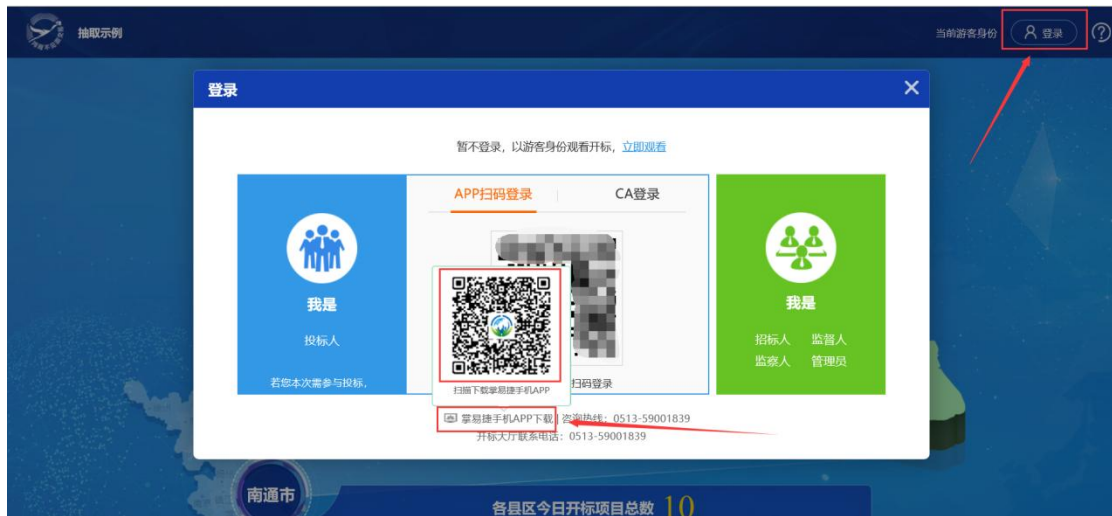 抽取示例
当前游客身份 登录
登录
暂不登录，以游客身份观看开标，立即观看
APP扫码登录 CA登录
我是
投标人
若您本次需参与投标，
扫描下载掌易捷手机APP
扫码登录
我是
招标人 监督人
监察人 管理员
掌易捷手机APP下载| 咨询热线：0513-59001839
开标大厅联系电话：0513-59001839
南通市
各县区今日开标项目总数 10